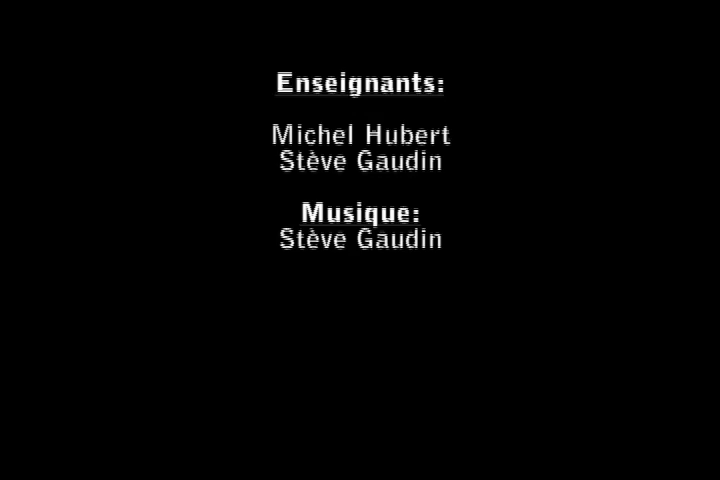 Enseignants:
Michel Hubert
Stève Gaudin
Musique:
Stève Gaudin